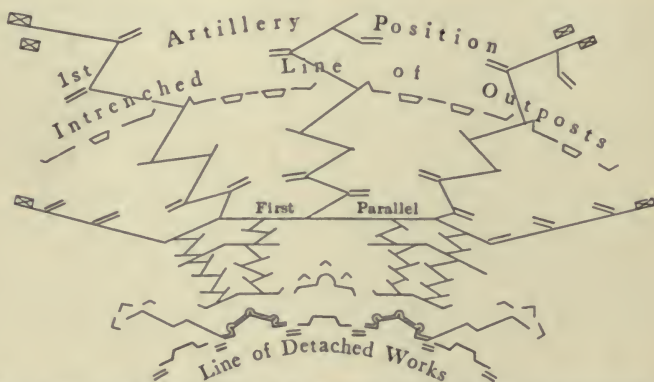 1st Artillery Position
Intrenched Line of Outposts
First Parallel
Line of Detached Works